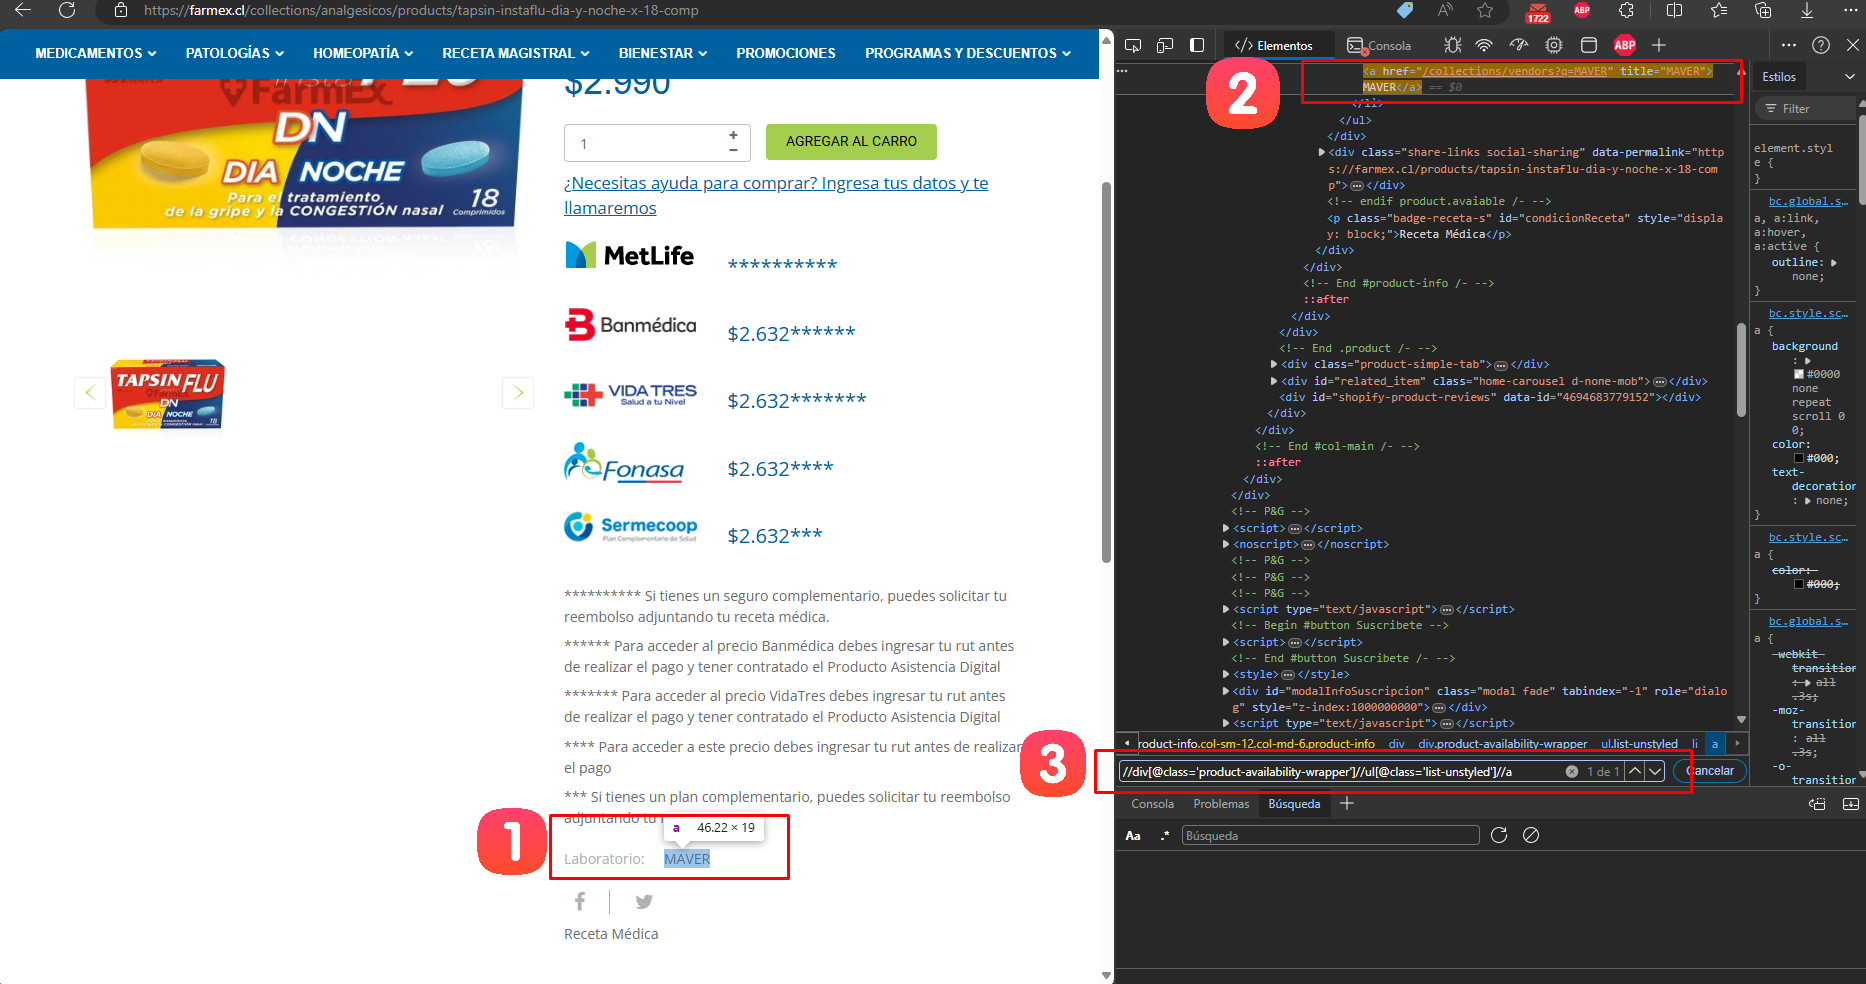 https://farmex.cl/collections/analgesicos/products/tapsin-instaflu-dia-y-noche-x-18-comp
1722
ABP
MEDICAMENTOS
PATOLOGÍAS
HOMEOPATÍA
RECETA MAGISTRAL
BIENESTAR
PROMOCIONES
PROGRAMAS Y DESCUENTOS
$2.990
FarmEx
DN
DIA NOCHE
Para el tratamiento
de la gripe y la CONGESTIÓN nasal
18
Comprimidos
1
+
−
AGREGAR AL CARRO
¿Necesitas ayuda para comprar? Ingresa tus datos y te
llamaremos
MetLife
**********
Banmédica
$2.632******
VIDA TRES
Salud a tu Nivel
$2.632*******
Fonasa
$2.632****
Sermecoop
Plan Complementario de Salud
$2.632***
TAPSIN FLU
DN
DIA NOCHE
18
********** Si tienes un seguro complementario, puedes solicitar tu
reembolso adjuntando tu receta médica.
****** Para acceder al precio Banmédica debes ingresar tu rut antes
de realizar el pago y tener contratado el Producto Asistencia Digital
******* Para acceder al precio VidaTres debes ingresar tu rut antes
de realizar el pago y tener contratado el Producto Asistencia Digital
**** Para acceder a este precio debes ingresar tu rut antes de realizar
el pago
*** Si tienes un plan complementario, puedes solicitar tu reembolso
adjuntando tu
a 46.22 × 19
1
Laboratorio: MAVER
Receta Médica
Elementos
Consola
ABP
2
<a href="/collections/vendors?q=MAVER" title="MAVER">
MAVER</a> == $0
</li>
</ul>
</div>
<div class="share-links social-sharing" data-permalink="http
s://farmex.cl/products/tapsin-instaflu-dia-y-noche-x-18-com
p">…</div>
<!-- endif product.avaiable /- -->
<p class="badge-receta-s" id="condicionReceta" style="displa
y: block;">Receta Médica</p>
</div>
</div>
<!-- End #product-info /- -->
::after
</div>
</div>
<!-- End .product /- -->
<div class="product-simple-tab">…</div>
<div id="related_item" class="home-carousel d-none-mob">…</div>
<div id="shopify-product-reviews" data-id="4694683779152"></div>
</div>
</div>
<!-- End #col-main /- -->
::after
</div>
</div>
<!-- P&G -->
<script>…</script>
<noscript>…</noscript>
<!-- P&G -->
<!-- P&G -->
<!-- P&G -->
<script type="text/javascript">…</script>
<!-- Begin #button Suscribete -->
<script>…</script>
<!-- End #button Suscribete /- -->
<style>…</style>
<div id="modalInfoSuscripcion" class="modal fade" tabindex="-1" role="dialo
g" style="z-index:1000000000">…</div>
<script type="text/javascript">…</script>
roduct-info.col-sm-12.col-md-6.product-info div div.product-availability-wrapper ul.list-unstyled li a
3
//div[@class='product-availability-wrapper']//ul[@class='list-unstyled']//a
1 de 1
Cancelar
Consola
Problemas
Búsqueda
Aa
.*
Búsqueda
Estilos
Filter
element.styl
e {
}
bc.global.s…
a, a:link,
a:hover,
a:active {
outline:
none;
}
bc.style.sc…
a {
background
:
#0000
none
repeat
scroll 0
0;
color:
#000;
text-
decoration
: none;
}
bc.style.sc…
a {
color:
#000;
}
bc.global.s…
a {
-webkit-
transition
: all
.3s;
-moz-
transition
: all
.3s;
-o-
transition